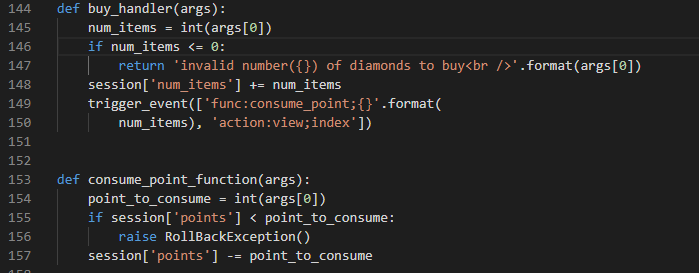 144 def buy_handler(args):
145     num_items = int(args[0])
146     if num_items <= 0:
147         return 'invalid number({}) of diamonds to buy<br />'.format(args[0])
148     session['num_items'] += num_items
149     trigger_event(['func:consume_point;{}'.format(
150         num_items), 'action:view;index'])
151
152
153 def consume_point_function(args):
154     point_to_consume = int(args[0])
155     if session['points'] < point_to_consume:
156         raise RollBackException()
157     session['points'] -= point_to_consume